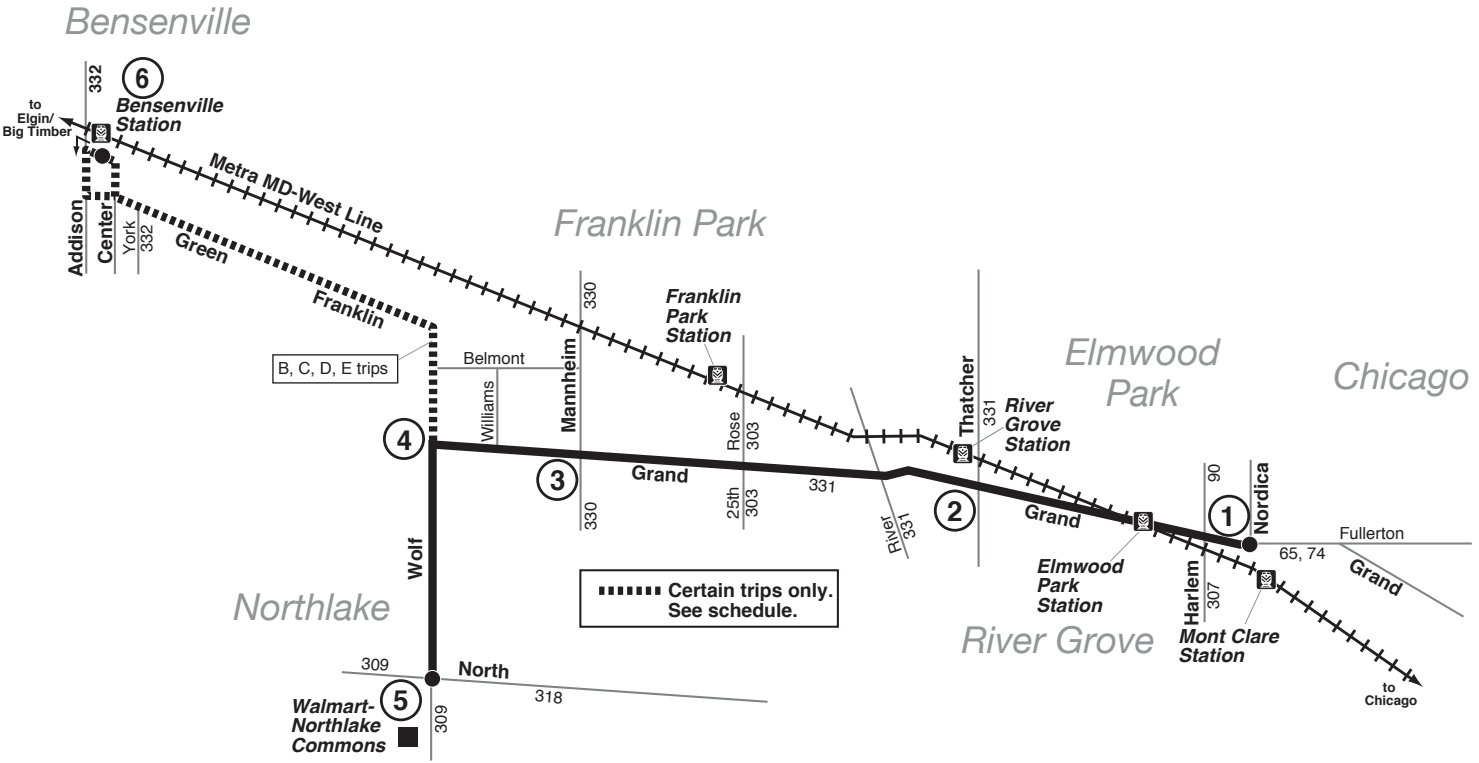 Bensenville
332
6
to
Elgin/
Big Timber
Bensenville
Station
Metra MD-West Line
Addison
Center
York
332
Green
Franklin
Franklin Park
Franklin
Park
Station
330
Mannheim
330
B, C, D, E trips
Belmont
Williams
Rose
303
25th
303
4
3
Grand
331
River
331
Thatcher
331
River
Grove
Station
2
Grand
Elmwood
Park
Chicago
90
1
Nordica
Fullerton
65, 74
Grand
Elmwood
Park
Station
Harlem
307
River Grove
Mont Clare
Station
to
Chicago
Wolf
Certain trips only.
See schedule.
Northlake
309
North
318
5
309
Walmart-
Northlake
Commons